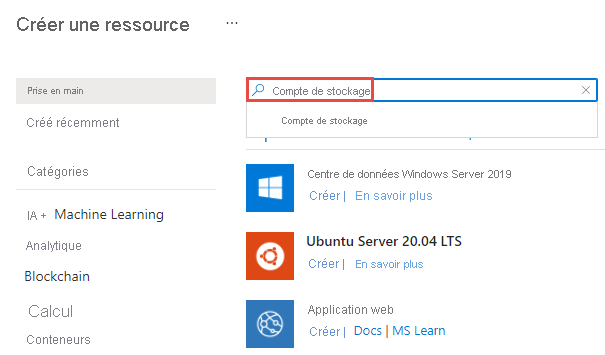 Créer une ressource ...
Prise en main
Créé récemment
Catégories
IA + Machine Learning
Analytique
Blockchain
Calcul
Conteneurs
Compte de stockage
Compte de stockage
Centre de données Windows Server 2019
Créer | En savoir plus
Ubuntu Server 20.04 LTS
Créer | En savoir plus
Application web
Créer | Docs | MS Learn